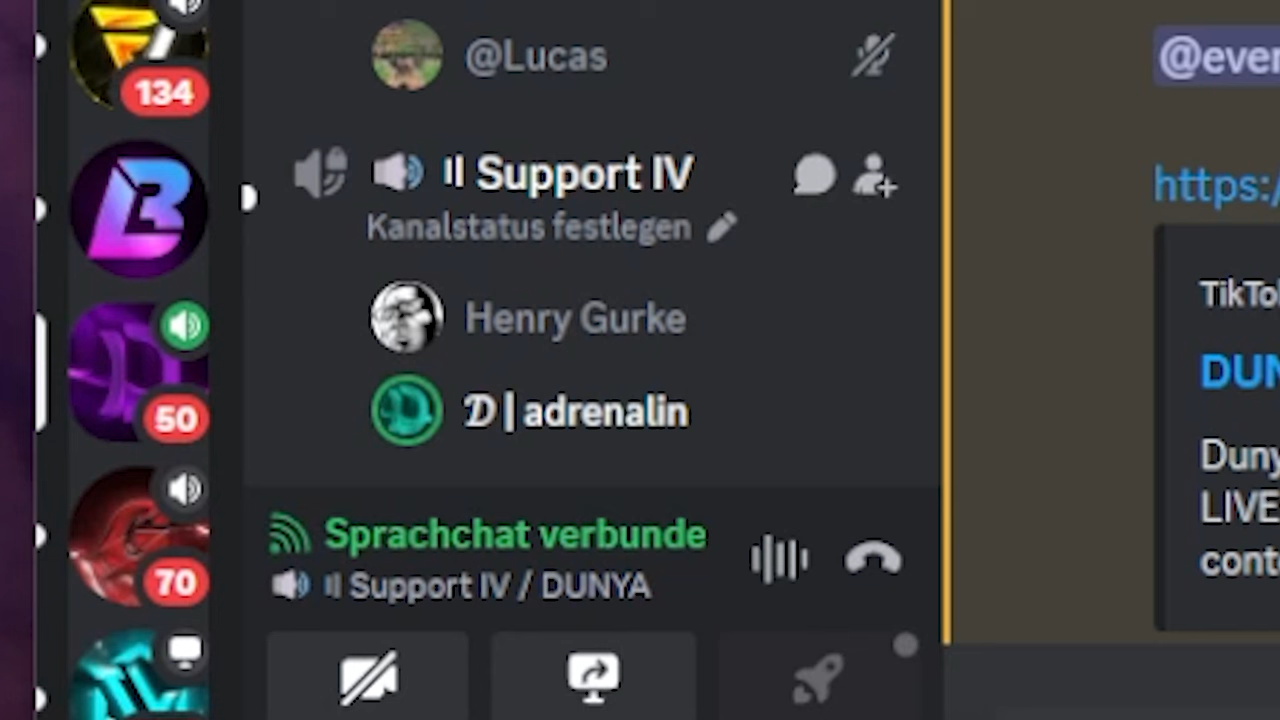 134
50
70
@Lucas
Support IV
Kanalstatus festlegen
Henry Gurke
𝓓 | adrenalin
Sprachchat verbunde
Support IV / DUNYA
@ever
https:/
TikTo
DUN
Duny
LIVE
conte